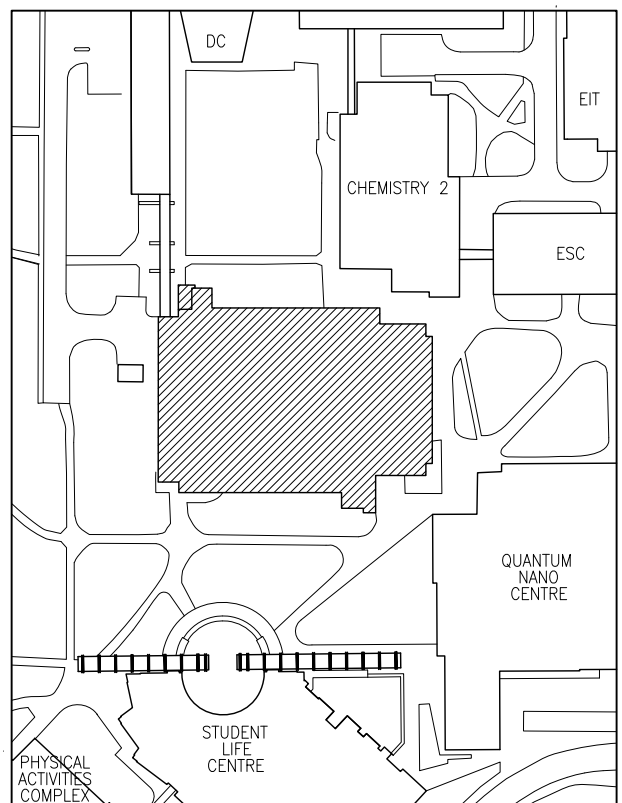 DC
EIT
CHEMISTRY 2
ESC
QUANTUM
NANO
CENTRE
STUDENT
LIFE
CENTRE
PHYSICAL
ACTIVITIES
COMPLEX